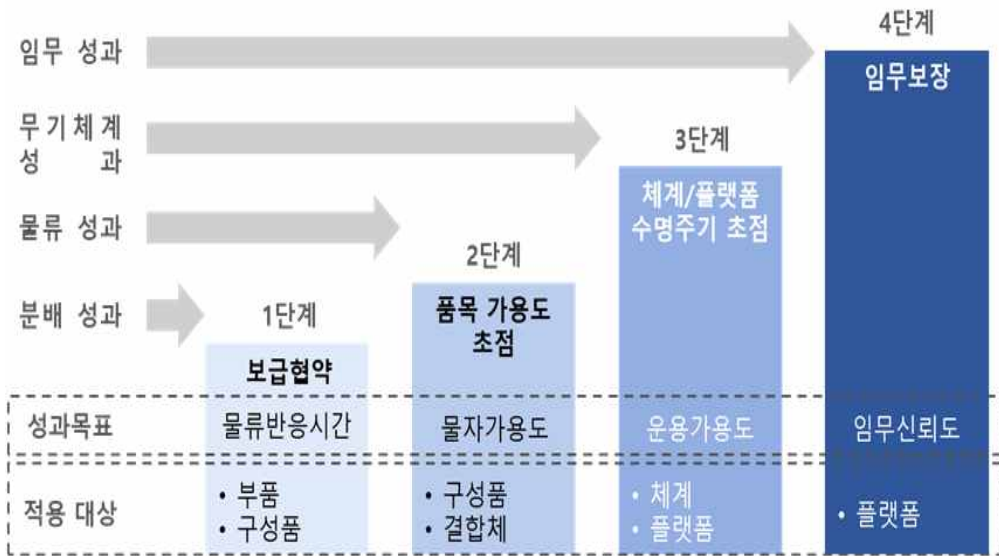 4단계
임무 성과
임무보장
무기체계
성 과
3단계
체계/플랫폼
수명주기 초점
물류 성과
2단계
품목 가용도
초점
분배 성과
1단계
보급협약
성과목표
물류반응시간
물자가용도
운용가용도
임무신뢰도
적용 대상
• 부품
• 구성품
• 구성품
• 결합체
• 체계
• 플랫폼
• 플랫폼